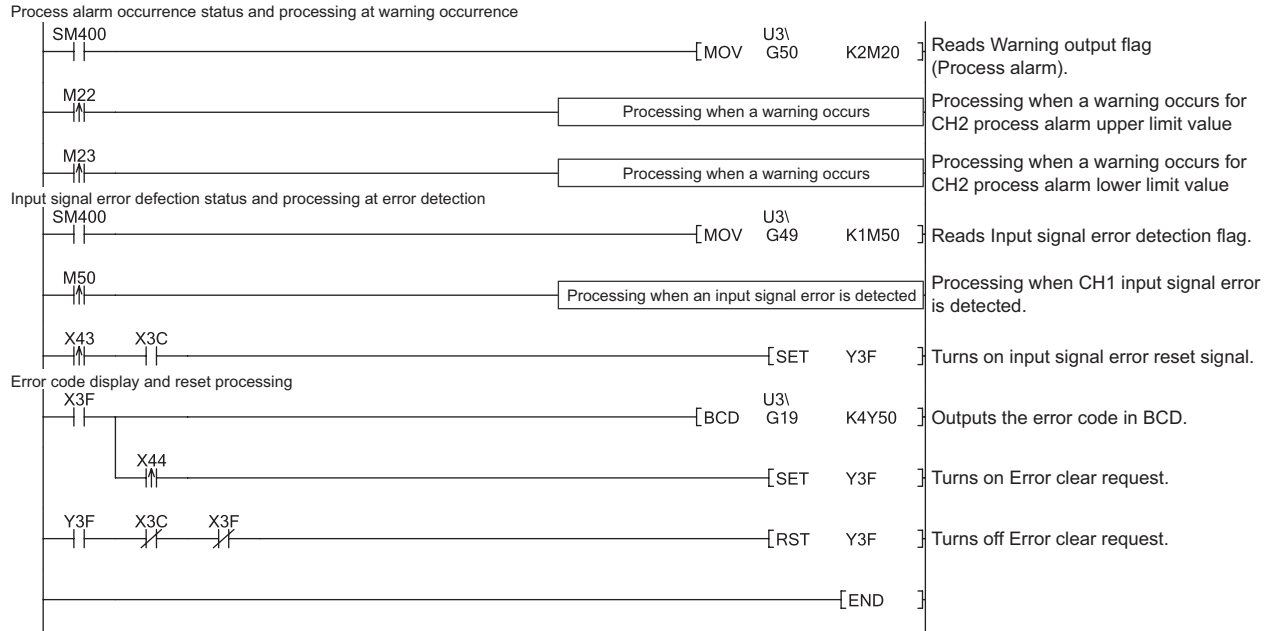 Process alarm occurrence status and processing at warning occurrence
SM400
U3\
MOV G50 K2M20
Reads Warning output flag
(Process alarm).
M22
Processing when a warning occurs
Processing when a warning occurs for
CH2 process alarm upper limit value
M23
Processing when a warning occurs
Processing when a warning occurs for
CH2 process alarm lower limit value
Input signal error defection status and processing at error detection
SM400
U3\
MOV G49 K1M50
Reads Input signal error detection flag.
M50
Processing when an input signal error is detected
Processing when CH1 input signal error
is detected.
X43 X3C
SET Y3F
Turns on input signal error reset signal.
Error code display and reset processing
X3F
U3\
BCD G19 K4Y50
Outputs the error code in BCD.
X44
SET Y3F
Turns on Error clear request.
Y3F X3C X3F
RST Y3F
Turns off Error clear request.
END